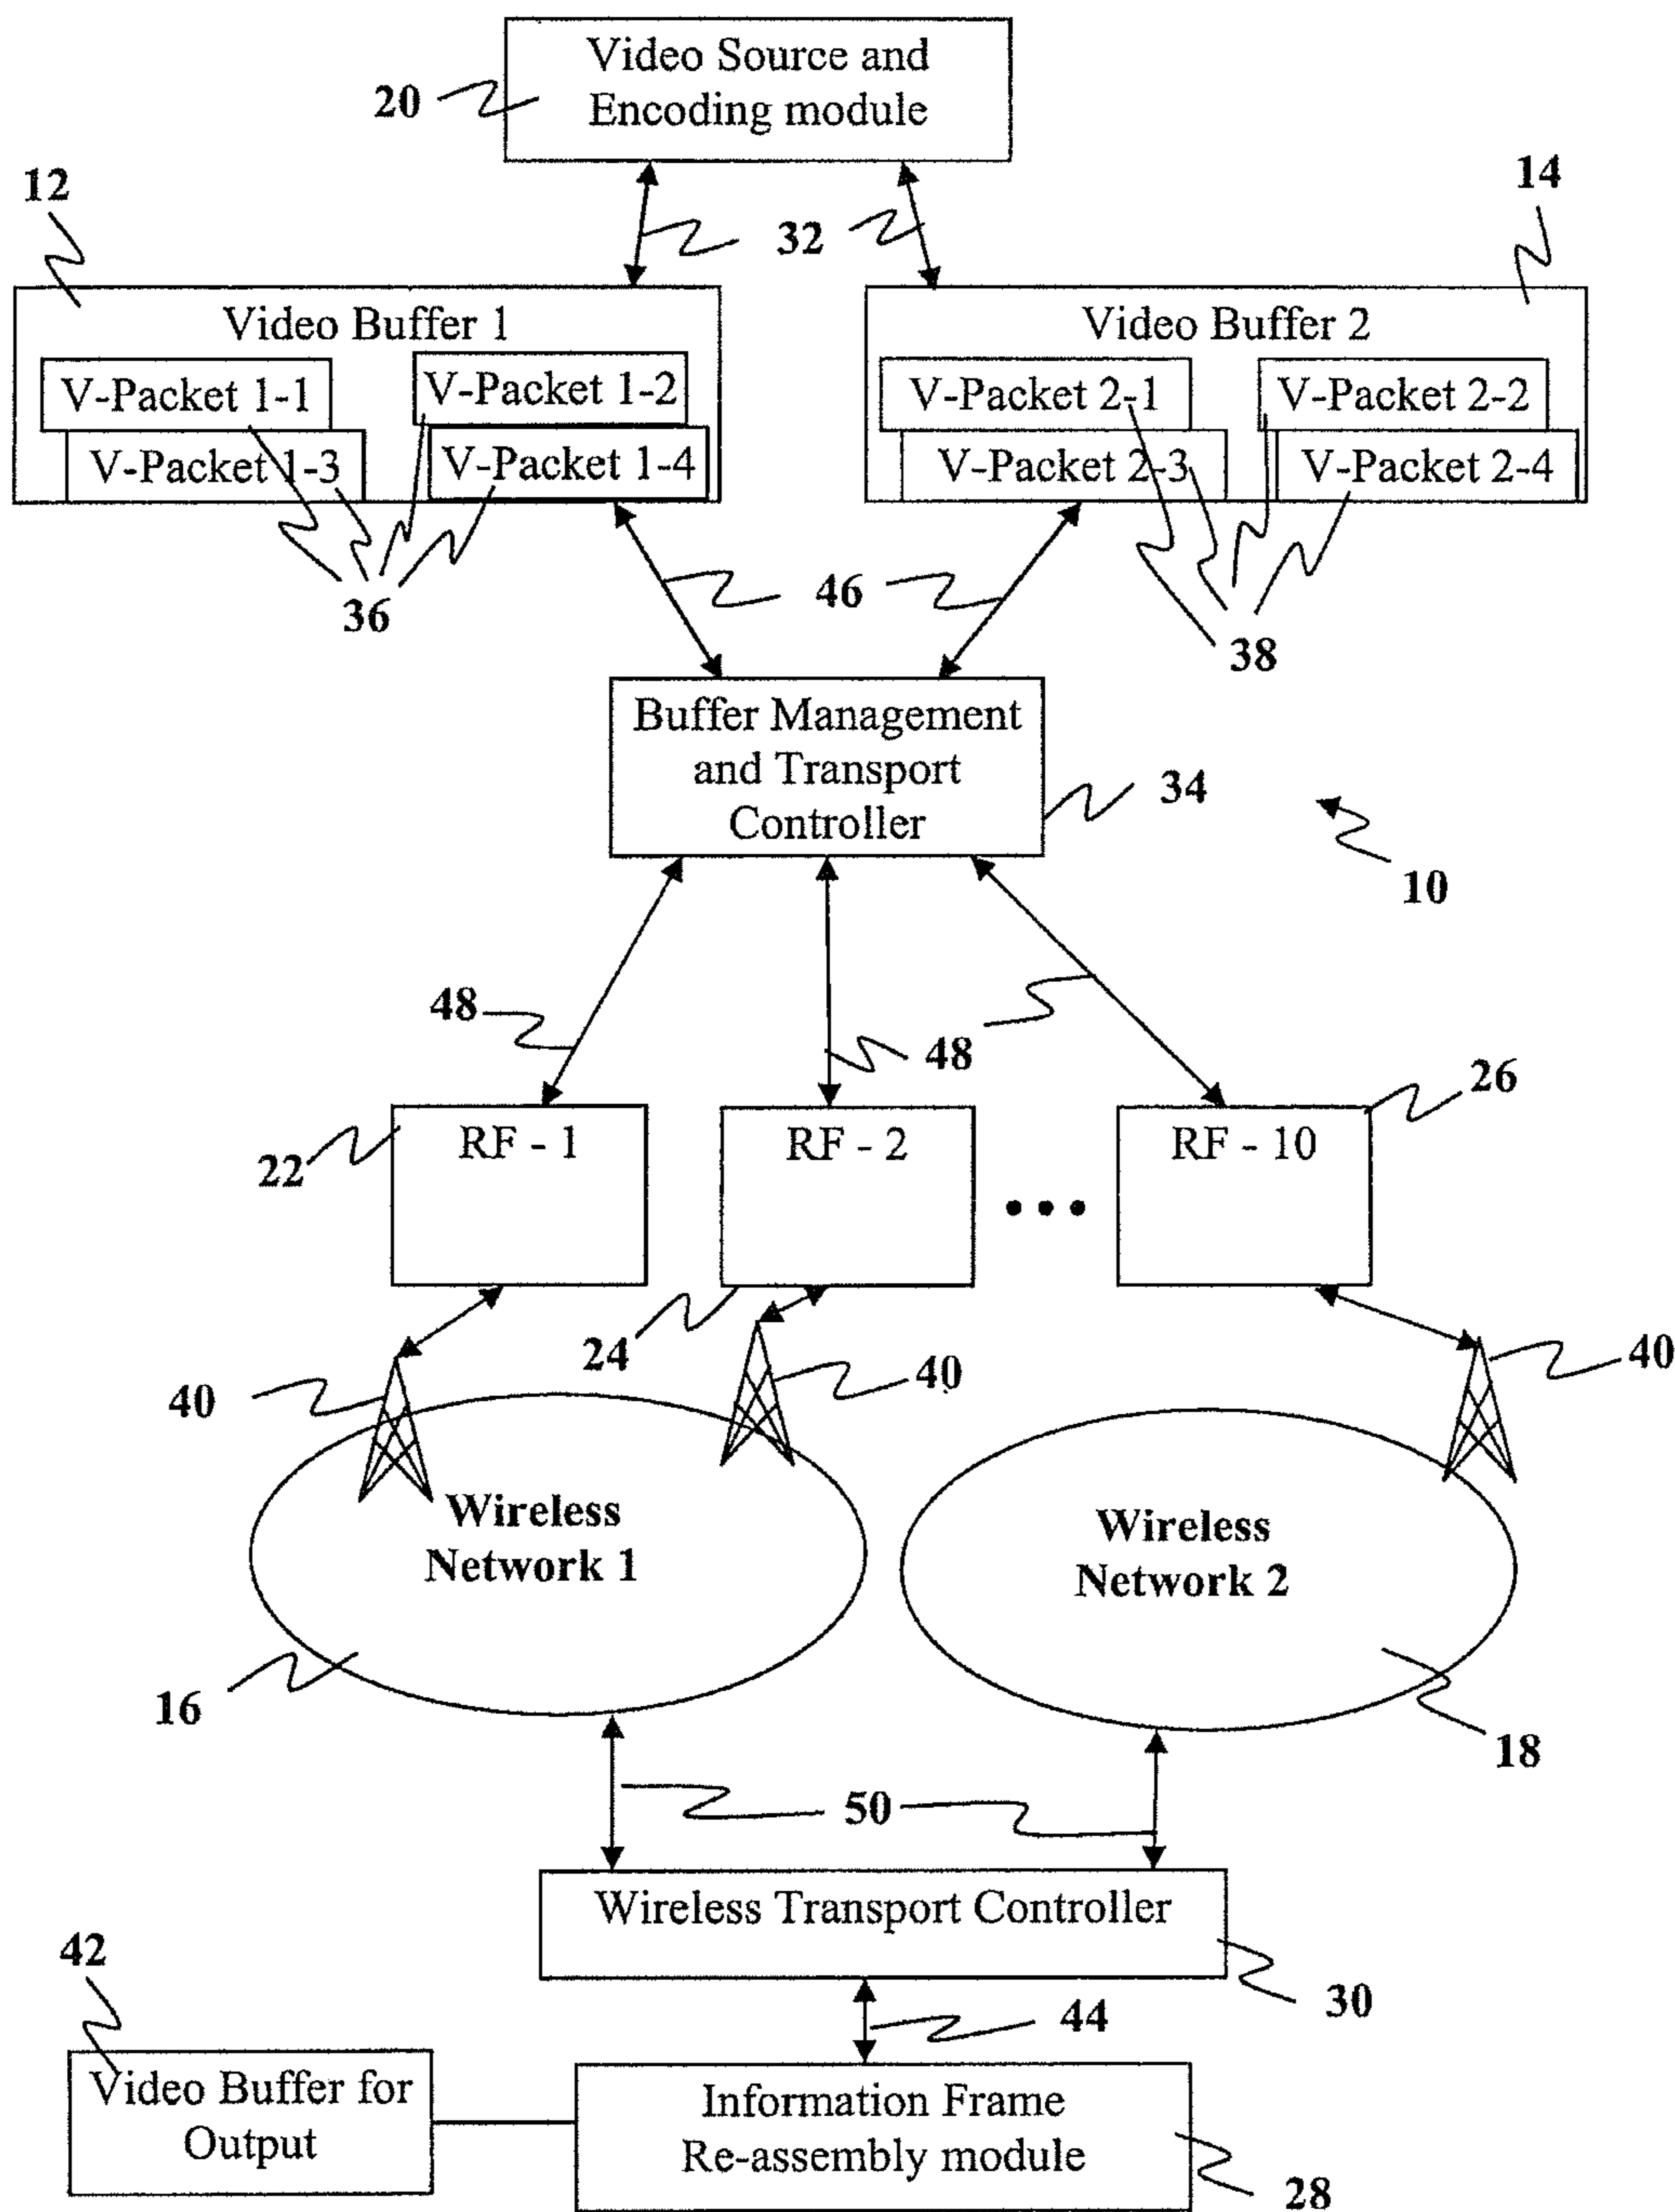 Video Source and
Encoding module
20
12
14
32
Video Buffer 1
V-Packet 1-1
V-Packet 1-2
V-Packet 1-3
V-Packet 1-4
Video Buffer 2
V-Packet 2-1
V-Packet 2-2
V-Packet 2-3
V-Packet 2-4
36
46
38
Buffer Management
and Transport
Controller
34
10
48
48
26
RF - 1
RF - 2
RF - 10
22
24
40
40
40
Wireless
Network 1
Wireless
Network 2
16
18
50
Wireless Transport Controller
42
30
44
Video Buffer for
Output
Information Frame
Re-assembly module
28